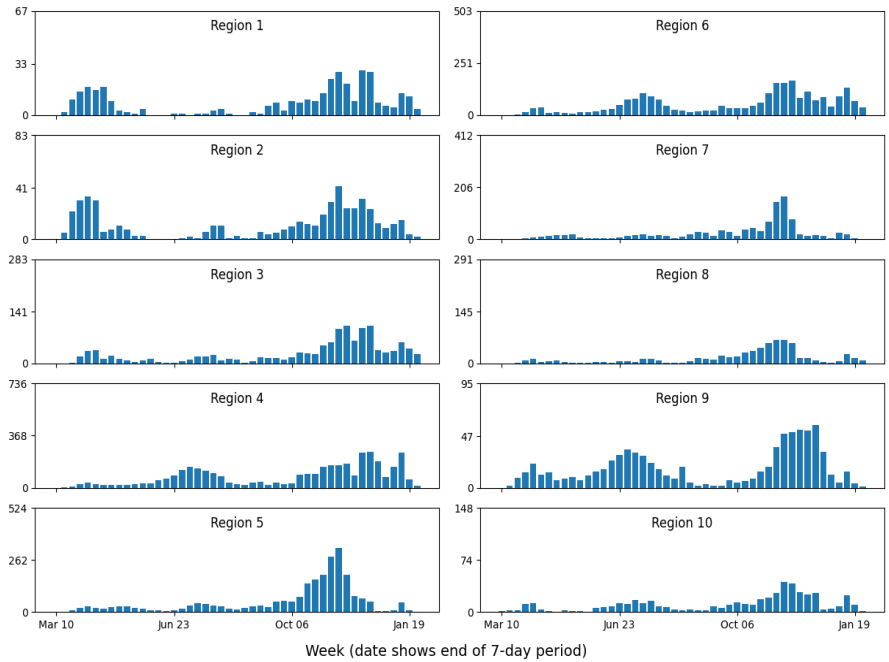 67
33
0
Region 1
503
251
0
Region 6
83
41
0
Region 2
412
206
0
Region 7
283
141
0
Region 3
291
145
0
Region 8
736
368
0
Region 4
95
47
0
Region 9
524
262
0
Region 5
148
74
0
Region 10
Mar 10 Jun 23 Oct 06 Jan 19
Mar 10 Jun 23 Oct 06 Jan 19
Week (date shows end of 7-day period)